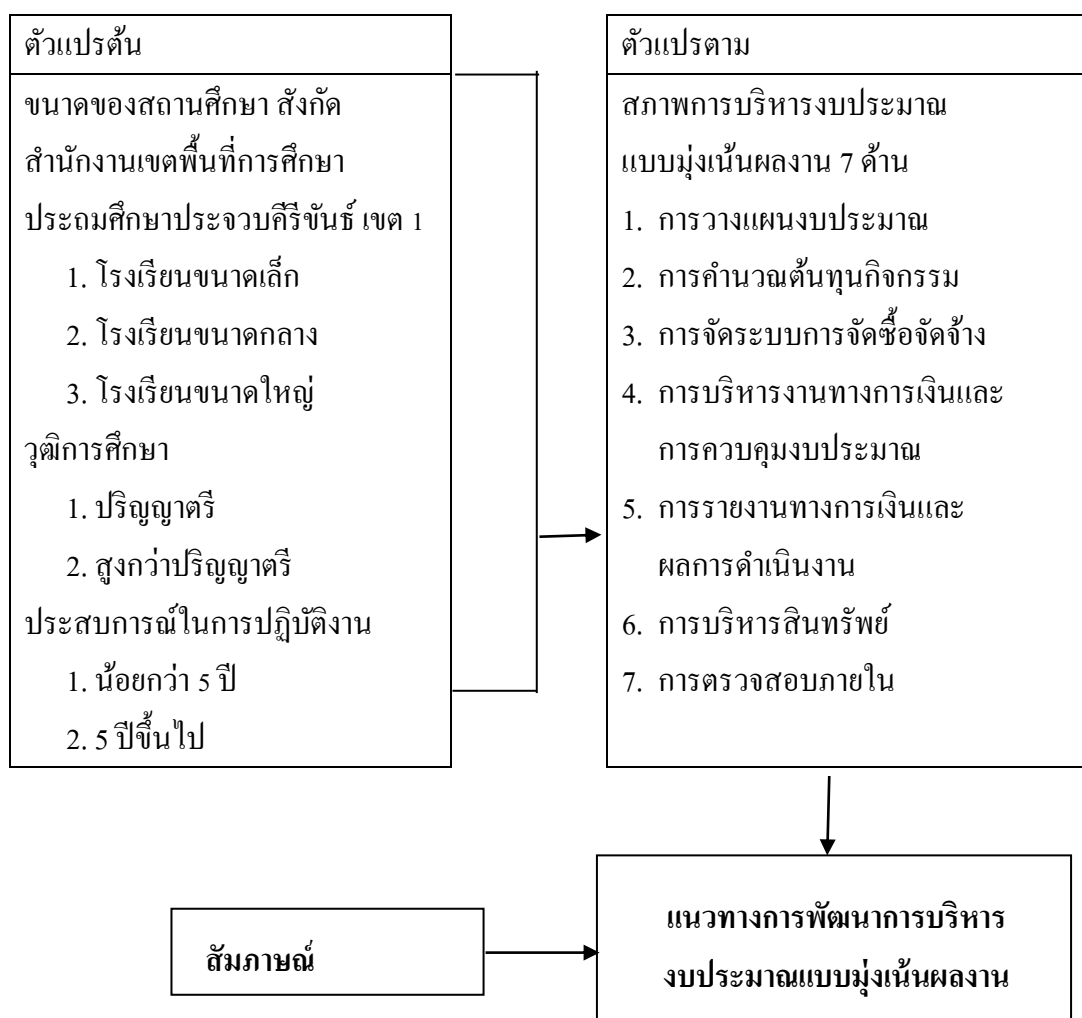 ตัวแปรต้น
ขนาดของสถานศึกษา สังกัด
สำนักงานเขตพื้นที่การศึกษา
ประถมศึกษาประจวบคีรีขันธ์ เขต 1
1. โรงเรียนขนาดเล็ก
2. โรงเรียนขนาดกลาง
3. โรงเรียนขนาดใหญ่
วุฒิการศึกษา
1. ปริญญาตรี
2. สูงกว่าปริญญาตรี
ประสบการณ์ในการปฏิบัติงาน
1. น้อยกว่า 5 ปี
2. 5 ปีขึ้นไป
ตัวแปรตาม
สภาพการบริหารงบประมาณ
แบบมุ่งเน้นผลงาน 7 ด้าน
1. การวางแผนงบประมาณ
2. การคำนวณต้นทุนกิจกรรม
3. การจัดระบบการจัดซื้อจัดจ้าง
4. การบริหารงานทางการเงินและ
การควบคุมงบประมาณ
5. การรายงานทางการเงินและ
ผลการดำเนินงาน
6. การบริหารสินทรัพย์
7. การตรวจสอบภายใน
สัมภาษณ์
แนวทางการพัฒนาการบริหาร
งบประมาณแบบมุ่งเน้นผลงาน